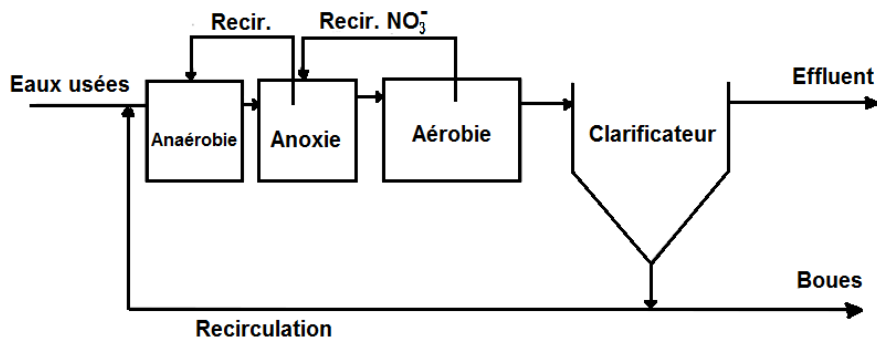 Recir.
Recir. NO₃⁻
Eaux usées
Effluent
Anaérobie
Anoxie
Aérobie
Clarificateur
Boues
Recirculation